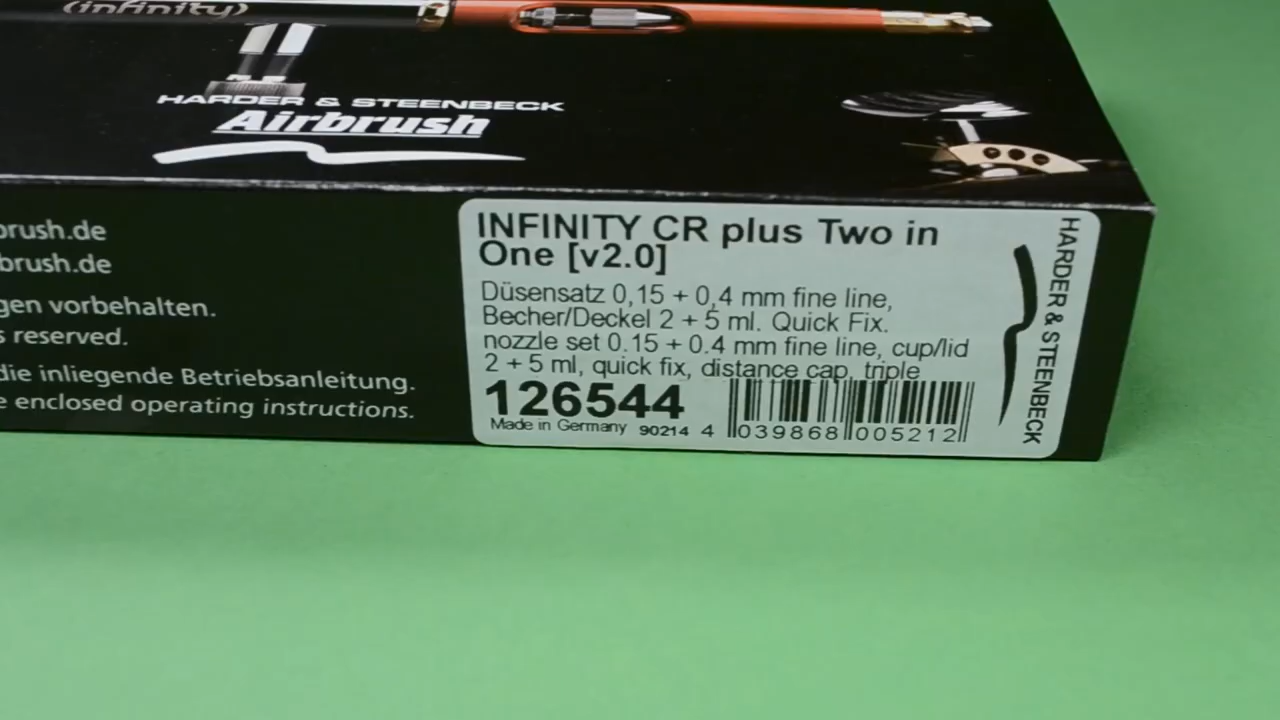 (infinity)
HARDER & STEENBECK
Airbrush
brush.de
brush.de
gen vorbehalten.
s reserved.
die inliegende Betriebsanleitung.
e enclosed operating instructions.
INFINITY CR plus Two in
One [v2.0]
Düsensatz 0,15 + 0,4 mm fine line,
Becher/Deckel 2 + 5 ml. Quick Fix.
nozzle set 0.15 + 0.4 mm fine line, cup/lid
2 + 5 ml, quick fix, distance cap, triple
126544
Made in Germany 90214 4 039868 005212
HARDER & STEENBECK